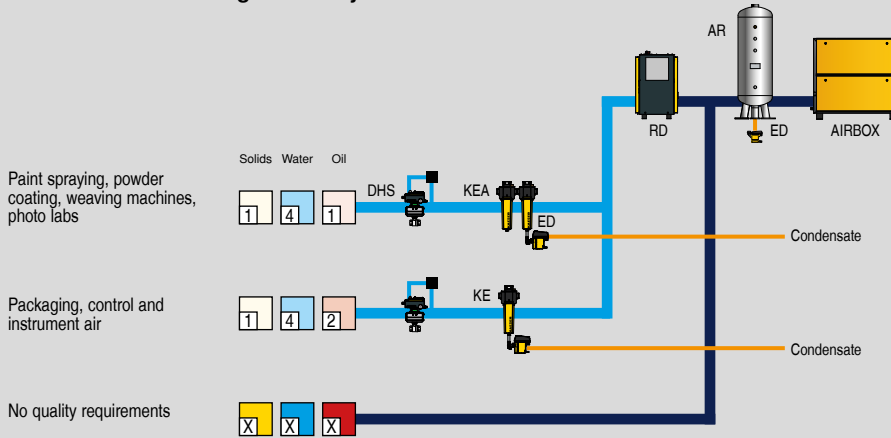 AR
RD
ED
AIRBOX
Solids Water Oil
Paint spraying, powder
coating, weaving machines,
photo labs
1 4 1
DHS
KEA
ED
Condensate
Packaging, control and
instrument air
1 4 2
KE
Condensate
No quality requirements
X X X